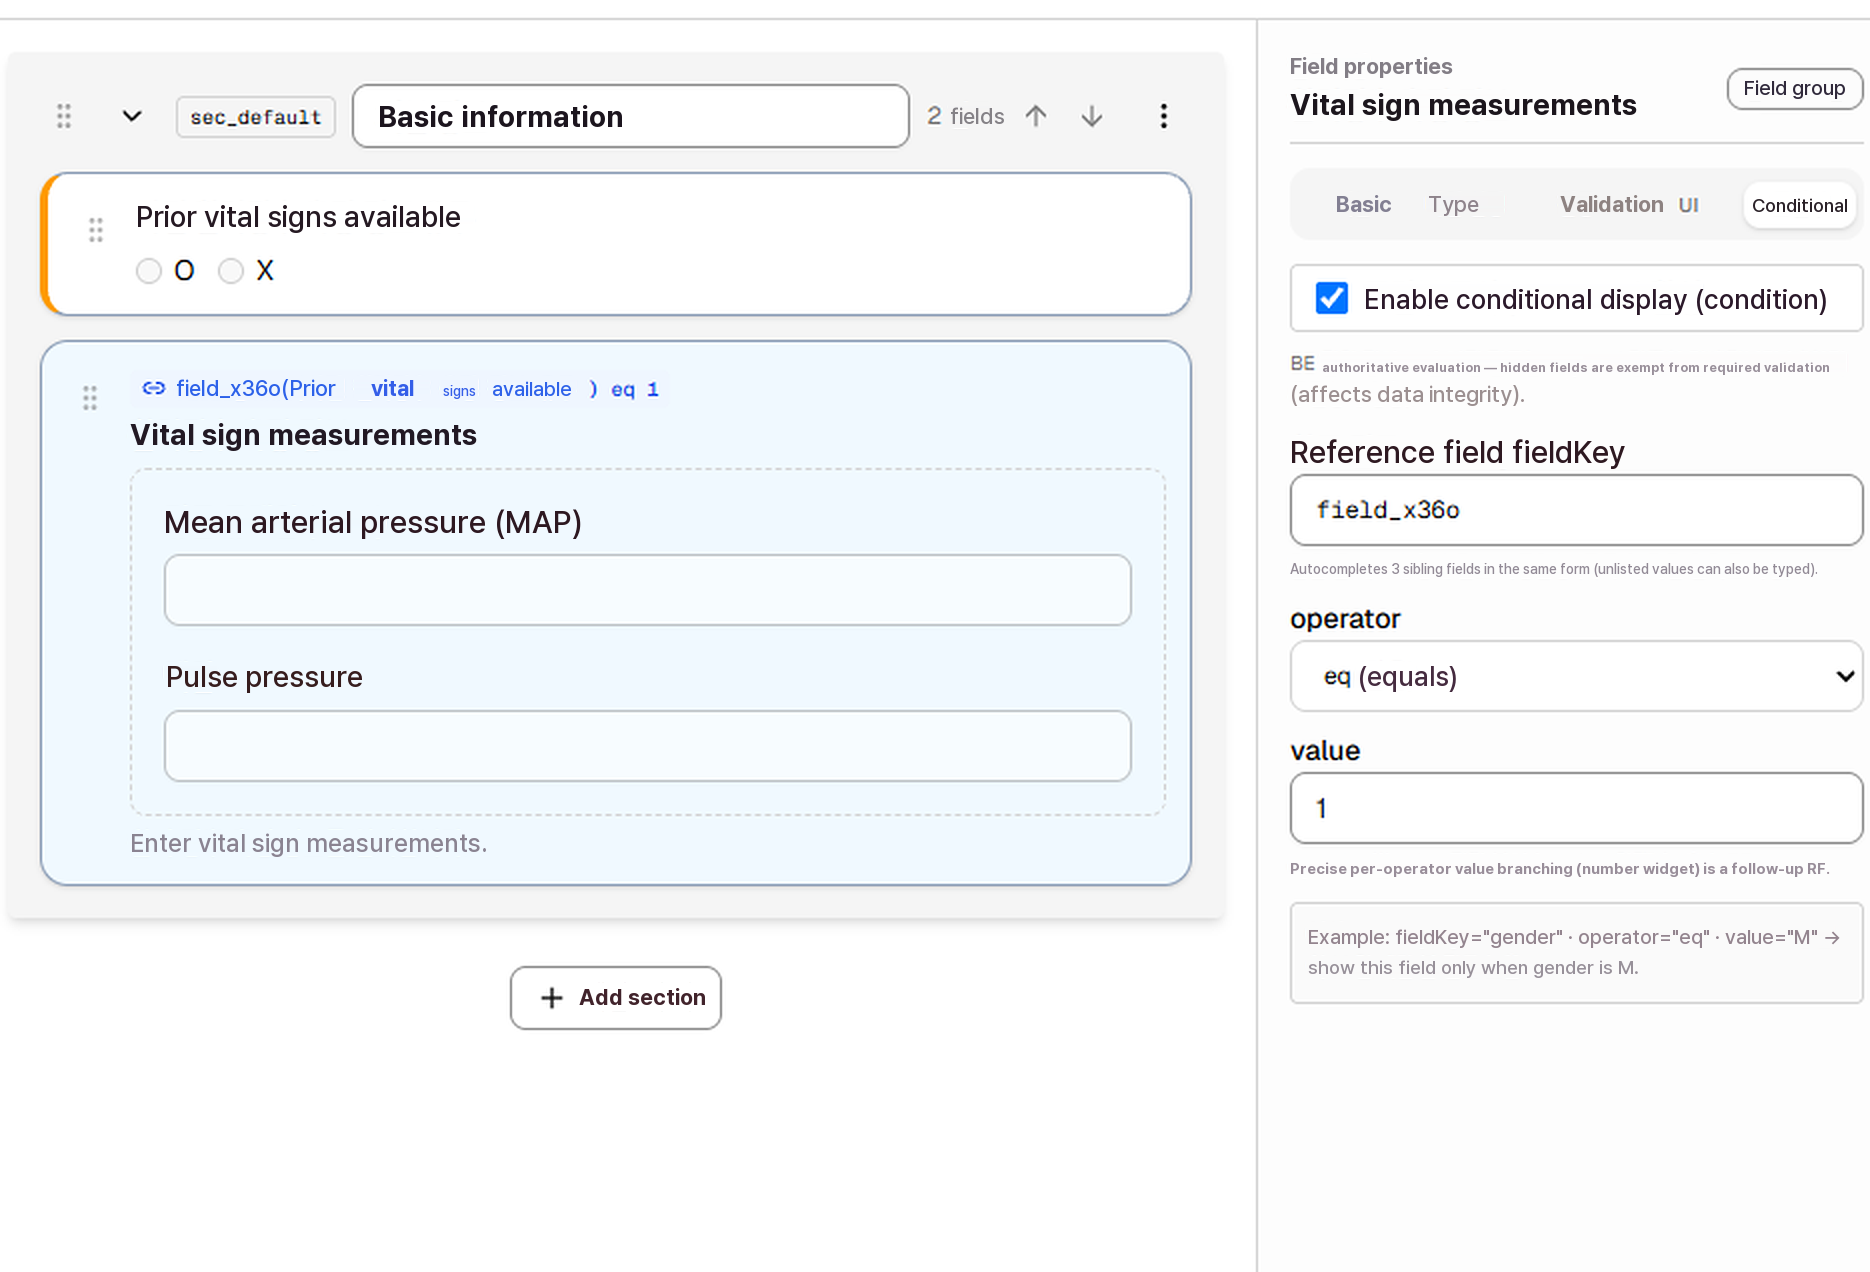 sec_default Basic information 2 fields
Prior vital signs available
O X
field_x36o(Prior vital signs available ) eq 1
Vital sign measurements
Mean arterial pressure (MAP)
Pulse pressure
Enter vital sign measurements.
+ Add section
Field properties
Vital sign measurements
Field group
Basic Type Validation UI Conditional
Enable conditional display (condition)
BE authoritative evaluation — hidden fields are exempt from required validation
(affects data integrity).
Reference field fieldKey
field_x36o
Autocompletes 3 sibling fields in the same form (unlisted values can also be typed).
operator
eq (equals)
value
1
Precise per-operator value branching (number widget) is a follow-up RF.
Example: fieldKey="gender" · operator="eq" · value="M" →
show this field only when gender is M.